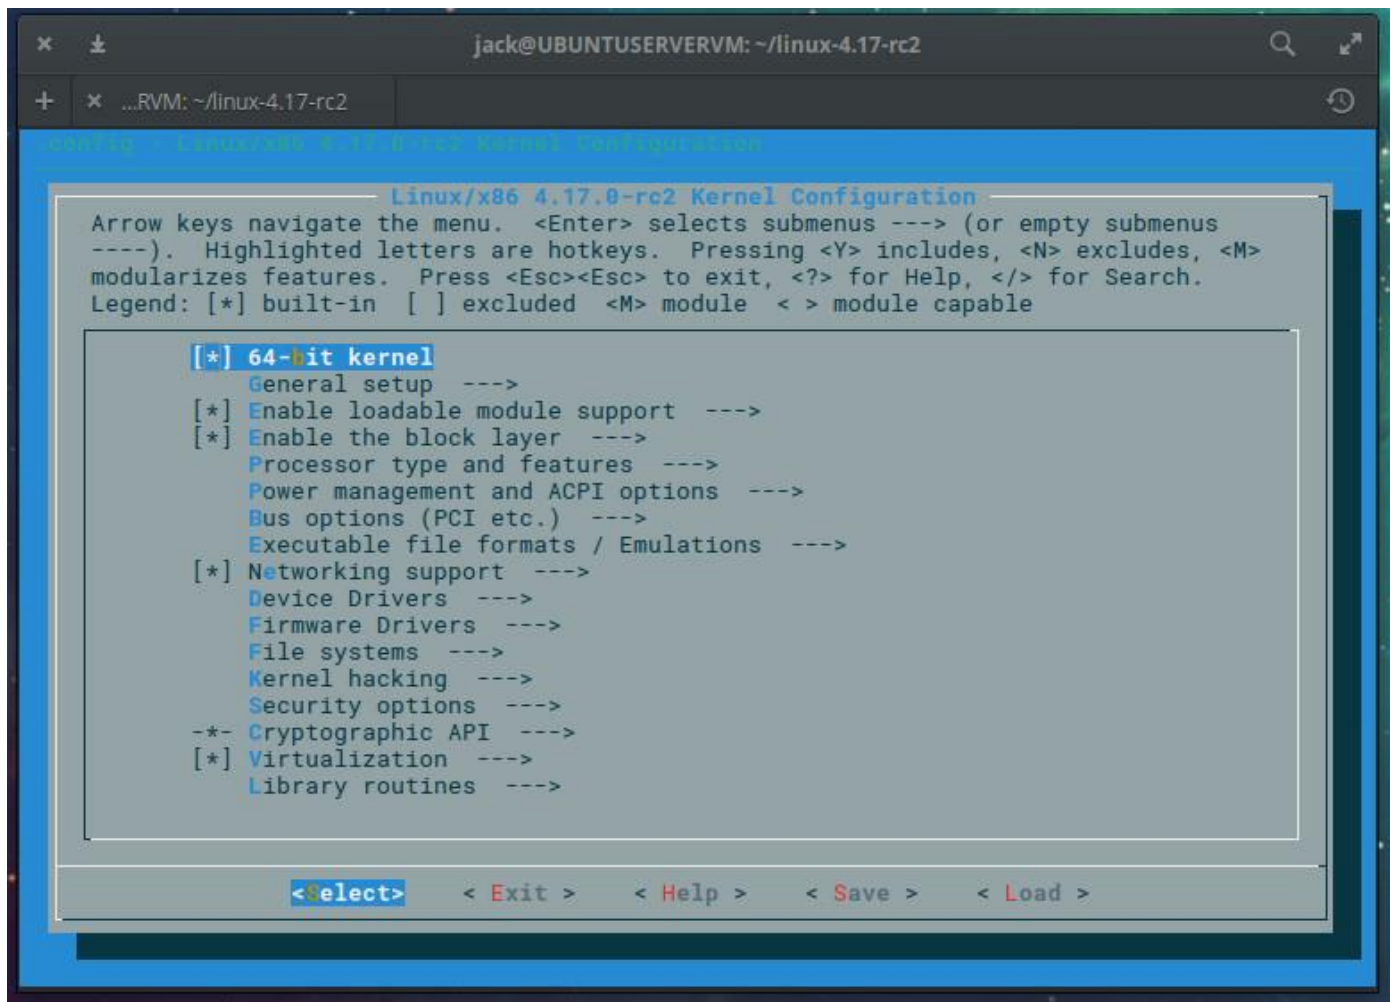 jack@UBUNTUSERVERVM: ~/linux-4.17-rc2
...RVM: ~/linux-4.17-rc2
.config - Linux/x86 4.17.0-rc2 Kernel Configuration
Linux/x86 4.17.0-rc2 Kernel Configuration
Arrow keys navigate the menu.  <Enter> selects submenus ---> (or empty submenus
----).  Highlighted letters are hotkeys.  Pressing <Y> includes, <N> excludes, <M>
modularizes features.  Press <Esc><Esc> to exit, <?> for Help, </> for Search.
Legend: [*] built-in  [ ] excluded  <M> module  < > module capable
[*] 64-bit kernel
General setup  --->
[*] Enable loadable module support  --->
[*] Enable the block layer  --->
Processor type and features  --->
Power management and ACPI options  --->
Bus options (PCI etc.)  --->
Executable file formats / Emulations  --->
[*] Networking support  --->
Device Drivers  --->
Firmware Drivers  --->
File systems  --->
Kernel hacking  --->
Security options  --->
-*- Cryptographic API  --->
[*] Virtualization  --->
Library routines  --->
<Select>    < Exit >    < Help >    < Save >    < Load >